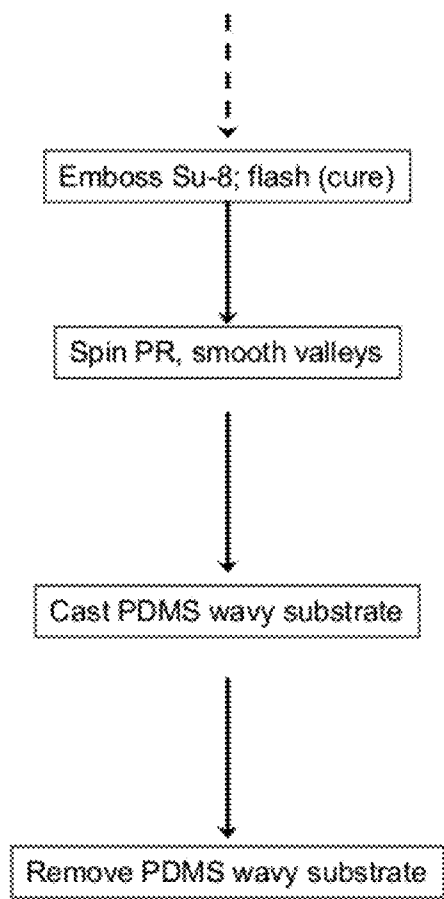 Emboss Su-8; flash (cure)
Spin PR, smooth valleys
Cast PDMS wavy substrate
Remove PDMS wavy substrate